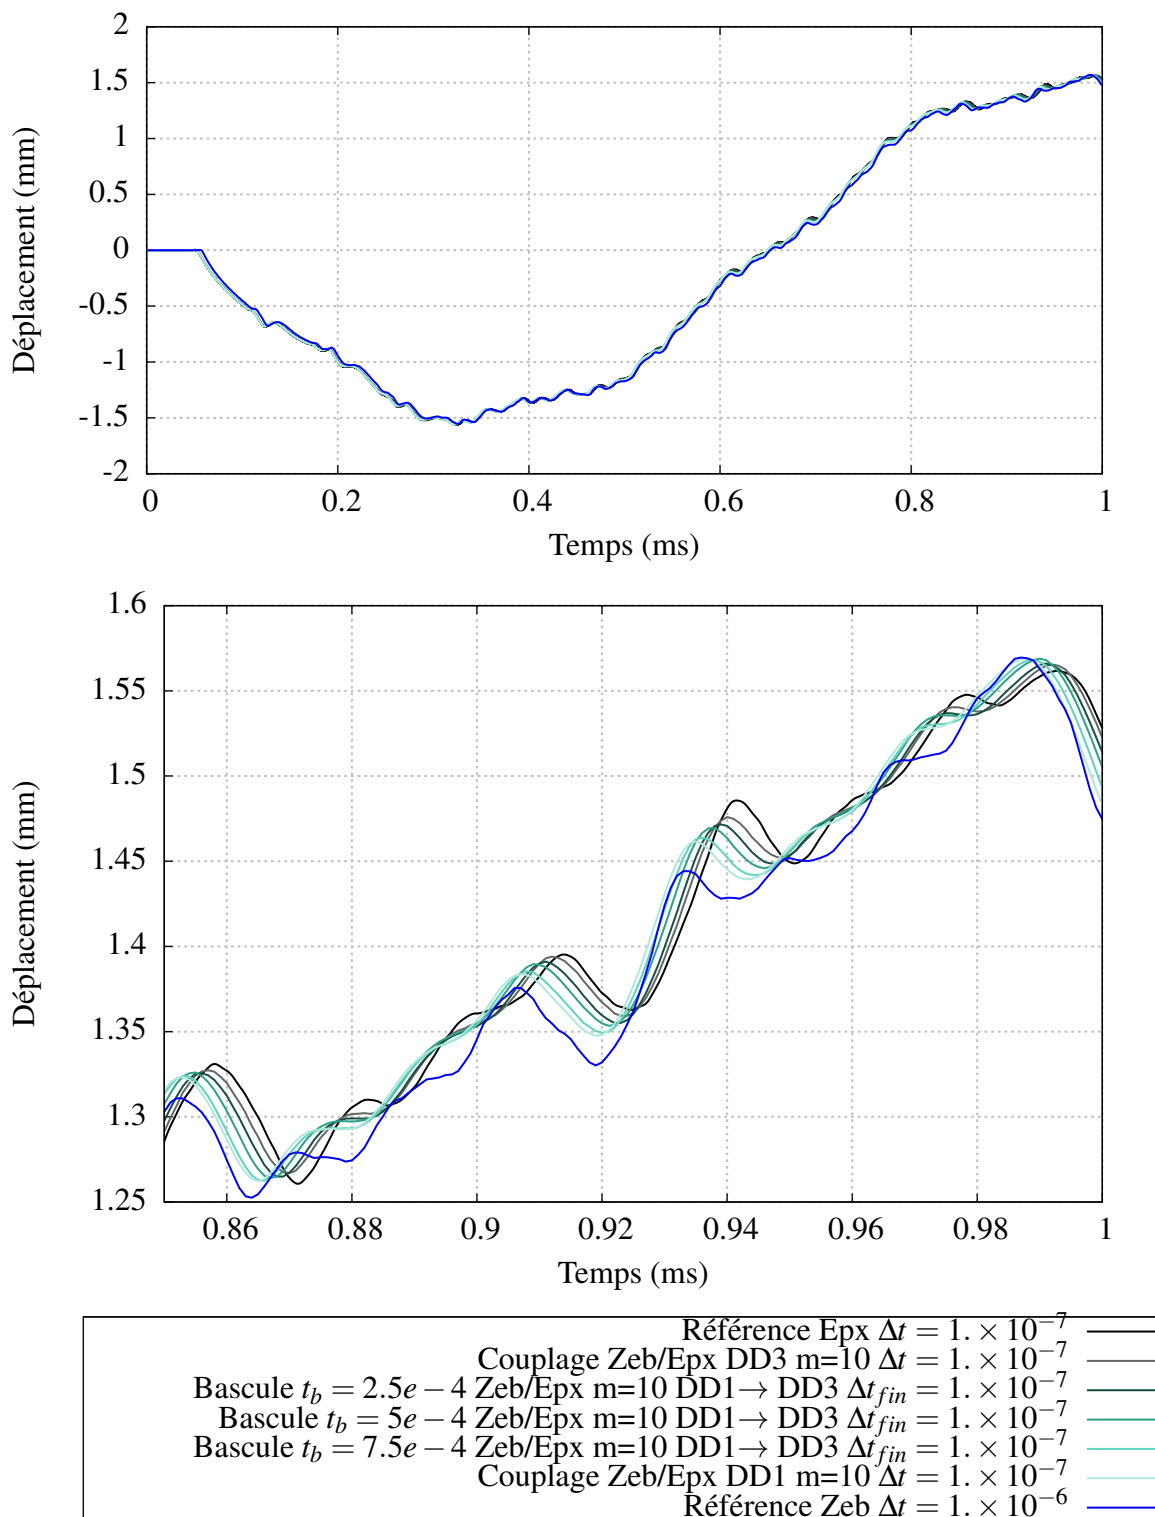 2
1.5
1
0.5
0
-0.5
-1
-1.5
-2
Déplacement (mm)
0 0.2 0.4 0.6 0.8 1
Temps (ms)
1.6
1.55
1.5
1.45
1.4
1.35
1.3
1.25
Déplacement (mm)
0.86 0.88 0.9 0.92 0.94 0.96 0.98 1
Temps (ms)
Référence Epx Δt = 1. × 10⁻⁷
Couplage Zeb/Epx DD3 m=10 Δt = 1. × 10⁻⁷
Bascule t_b = 2.5e − 4 Zeb/Epx m=10 DD1→ DD3 Δt_fin = 1. × 10⁻⁷
Bascule t_b = 5e − 4 Zeb/Epx m=10 DD1→ DD3 Δt_fin = 1. × 10⁻⁷
Bascule t_b = 7.5e − 4 Zeb/Epx m=10 DD1→ DD3 Δt_fin = 1. × 10⁻⁷
Couplage Zeb/Epx DD1 m=10 Δt = 1. × 10⁻⁷
Référence Zeb Δt = 1. × 10⁻⁶